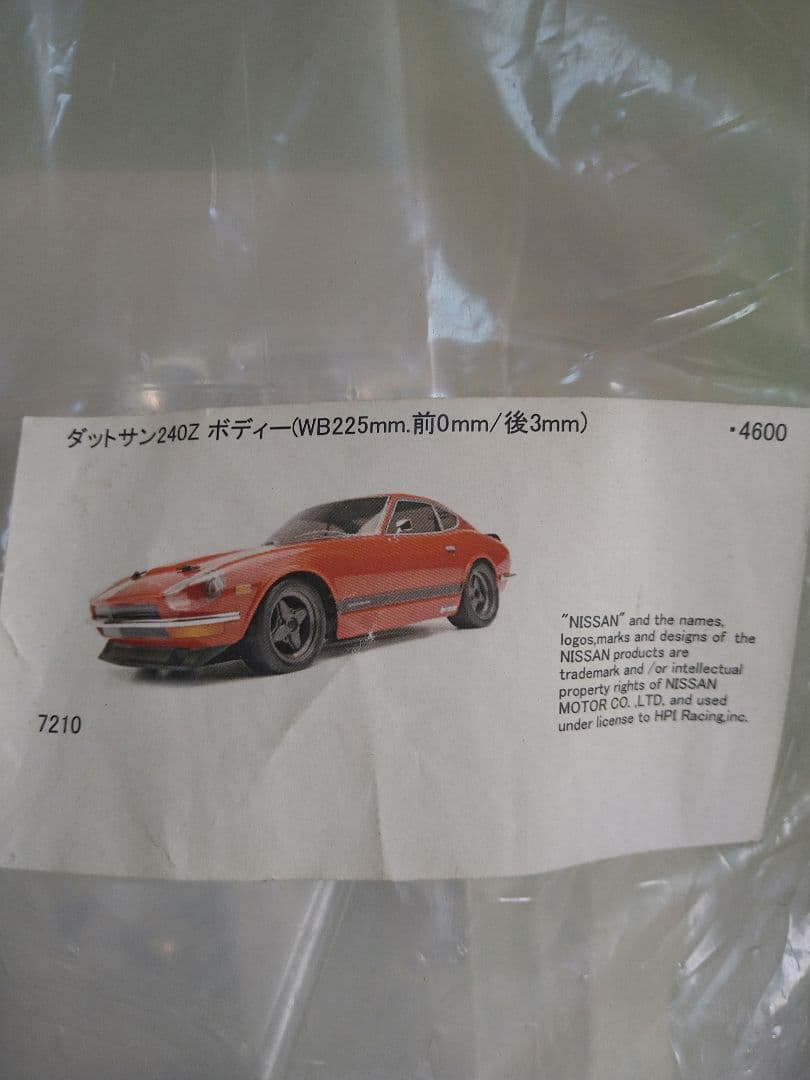 ダットサン240Z ボディー(WB225mm.前0mm/後3mm)
・4600
"NISSAN" and the names,
logos,marks and designs of the
NISSAN products are
trademark and /or intellectual
property rights of NISSAN
MOTOR CO. ,LTD. and used
under license to HPI Racing,inc.
7210